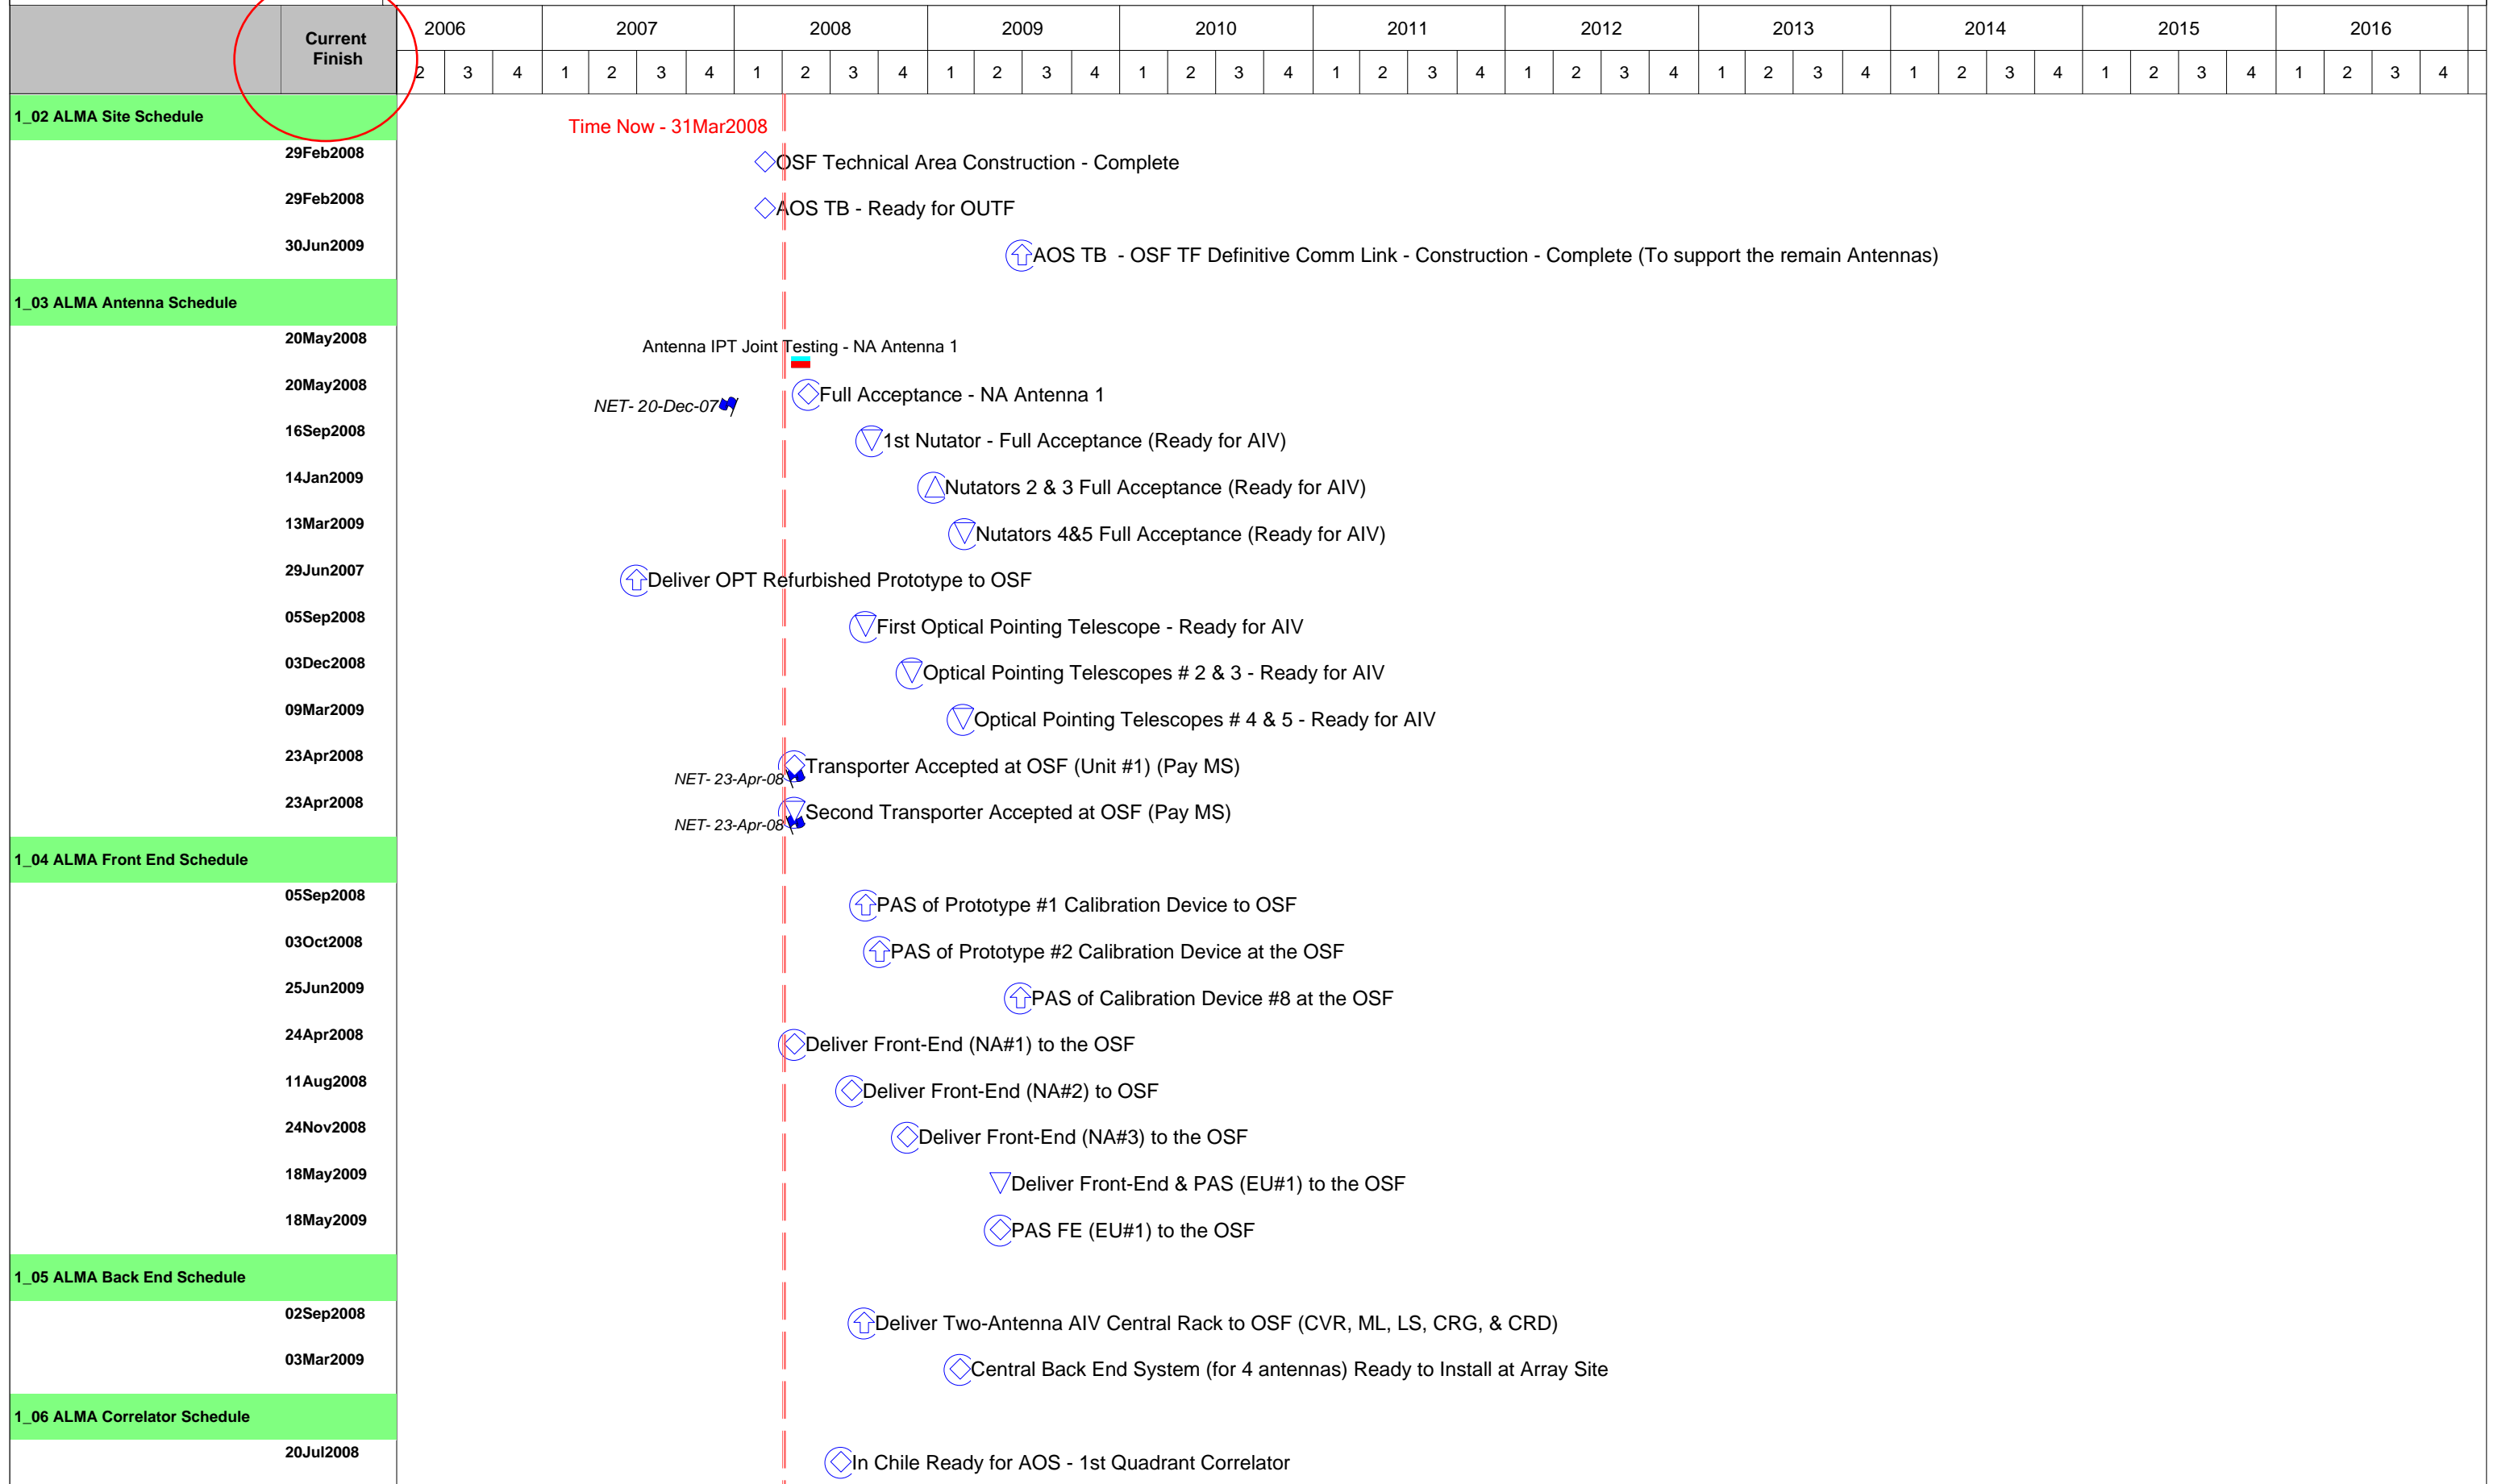 Current
Finish
2006 2007 2008 2009 2010 2011 2012 2013 2014 2015 2016
2 3 4 1 2 3 4 1 2 3 4 1 2 3 4 1 2 3 4 1 2 3 4 1 2 3 4 1 2 3 4 1 2 3 4 1 2 3 4 1 2 3 4
1_02 ALMA Site Schedule
Time Now - 31Mar2008
29Feb2008 OSF Technical Area Construction - Complete
29Feb2008 AOS TB - Ready for OUTF
30Jun2009 AOS TB - OSF TF Definitive Comm Link - Construction - Complete (To support the remain Antennas)
1_03 ALMA Antenna Schedule
20May2008 Antenna IPT Joint Testing - NA Antenna 1
20May2008 Full Acceptance - NA Antenna 1
NET- 20-Dec-07
16Sep2008 1st Nutator - Full Acceptance (Ready for AIV)
14Jan2009 Nutators 2 & 3 Full Acceptance (Ready for AIV)
13Mar2009 Nutators 4&5 Full Acceptance (Ready for AIV)
29Jun2007 Deliver OPT Refurbished Prototype to OSF
05Sep2008 First Optical Pointing Telescope - Ready for AIV
03Dec2008 Optical Pointing Telescopes # 2 & 3 - Ready for AIV
09Mar2009 Optical Pointing Telescopes # 4 & 5 - Ready for AIV
23Apr2008 Transporter Accepted at OSF (Unit #1) (Pay MS)
NET- 23-Apr-08
23Apr2008 Second Transporter Accepted at OSF (Pay MS)
NET- 23-Apr-08
1_04 ALMA Front End Schedule
05Sep2008 PAS of Prototype #1 Calibration Device to OSF
03Oct2008 PAS of Prototype #2 Calibration Device at the OSF
25Jun2009 PAS of Calibration Device #8 at the OSF
24Apr2008 Deliver Front-End (NA#1) to the OSF
11Aug2008 Deliver Front-End (NA#2) to OSF
24Nov2008 Deliver Front-End (NA#3) to the OSF
18May2009 Deliver Front-End & PAS (EU#1) to the OSF
18May2009 PAS FE (EU#1) to the OSF
1_05 ALMA Back End Schedule
02Sep2008 Deliver Two-Antenna AIV Central Rack to OSF (CVR, ML, LS, CRG, & CRD)
03Mar2009 Central Back End System (for 4 antennas) Ready to Install at Array Site
1_06 ALMA Correlator Schedule
20Jul2008 In Chile Ready for AOS - 1st Quadrant Correlator